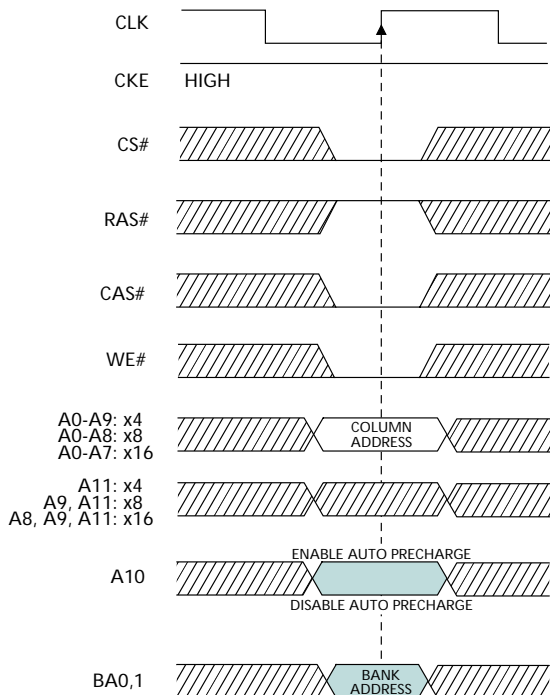 CLK
CKE HIGH
CS#
RAS#
CAS#
WE#
A0-A9: x4
A0-A8: x8
A0-A7: x16
COLUMN
ADDRESS
A11: x4
A9, A11: x8
A8, A9, A11: x16
ENABLE AUTO PRECHARGE
A10
DISABLE AUTO PRECHARGE
BA0,1
BANK
ADDRESS